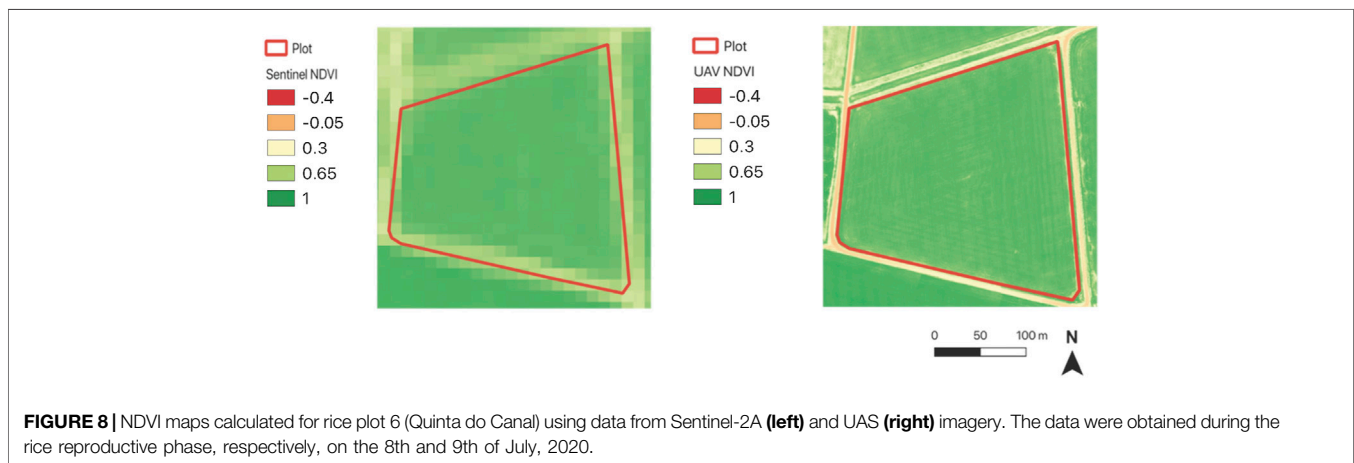 Plot
Sentinel NDVI
-0.4
-0.05
0.3
0.65
1
Plot
UAV NDVI
-0.4
-0.05
0.3
0.65
1
0 50 100 m N
FIGURE 8 | NDVI maps calculated for rice plot 6 (Quinta do Canal) using data from Sentinel-2A (left) and UAS (right) imagery. The data were obtained during the
rice reproductive phase, respectively, on the 8th and 9th of July, 2020.